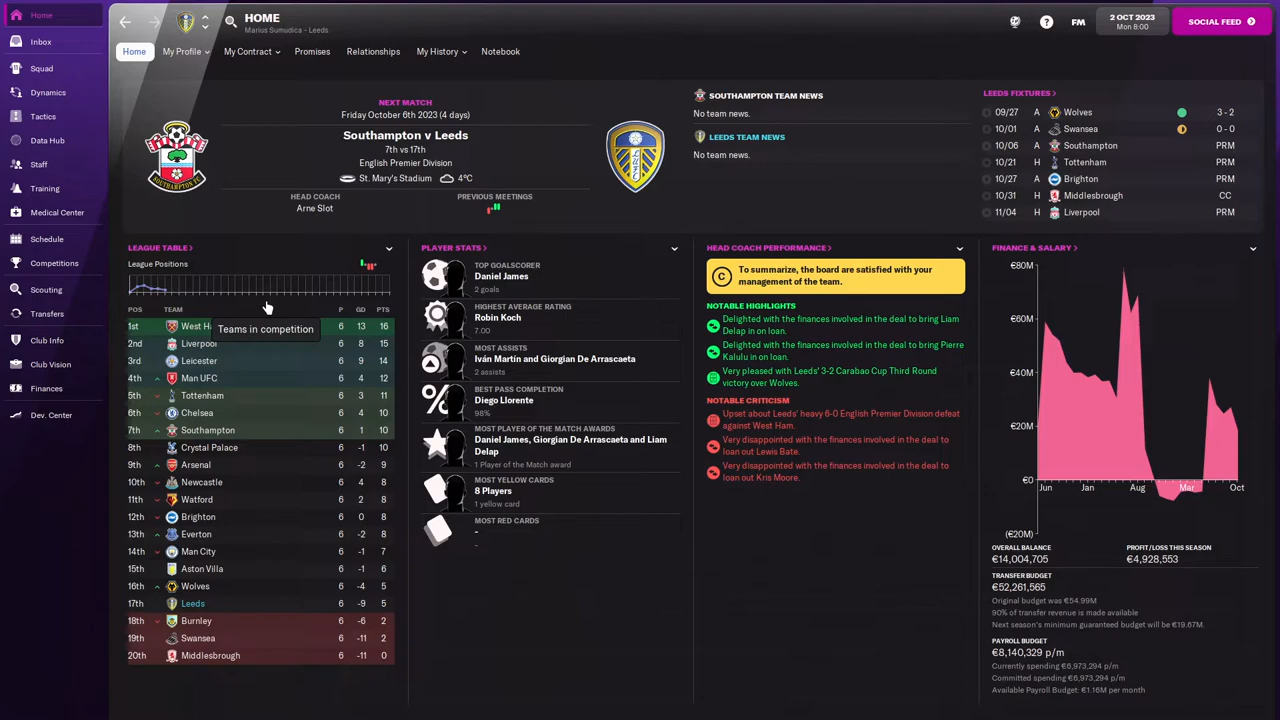 Home
Inbox
Squad
Dynamics
Tactics
Data Hub
Staff
Training
Medical Center
Schedule
Competitions
Scouting
Transfers
Club Info
Club Vision
Finances
Dev. Center
HOME
Marius Sumudica - Leeds
FM
2 OCT 2023
Mon 8:00
SOCIAL FEED
Home
My Profile
My Contract
Promises
Relationships
My History
Notebook
NEXT MATCH
Friday October 6th 2023 (4 days)
Southampton v Leeds
7th vs 17th
English Premier Division
St. Mary's Stadium
4°C
HEAD COACH
Arne Slot
PREVIOUS MEETINGS
SOUTHAMPTON TEAM NEWS
No team news.
LEEDS TEAM NEWS
No team news.
LEEDS FIXTURES
09/27 A Wolves 3 - 2
10/01 A Swansea 0 - 0
10/06 A Southampton PRM
10/21 H Tottenham PRM
10/27 A Brighton PRM
10/31 H Middlesbrough CC
11/04 H Liverpool PRM
LEAGUE TABLE
League Positions
POS TEAM P GD PTS
1st West Ha 6 13 16
Teams in competition
2nd Liverpool 6 8 15
3rd Leicester 6 9 14
4th Man UFC 6 4 12
5th Tottenham 6 3 11
6th Chelsea 6 4 10
7th Southampton 6 1 10
8th Crystal Palace 6 -1 10
9th Arsenal 6 -2 9
10th Newcastle 6 4 8
11th Watford 6 2 8
12th Brighton 6 0 8
13th Everton 6 -2 8
14th Man City 6 -1 7
15th Aston Villa 6 -1 6
16th Wolves 6 -4 5
17th Leeds 6 -9 5
18th Burnley 6 -6 2
19th Swansea 6 -11 2
20th Middlesbrough 6 -11 0
PLAYER STATS
TOP GOALSCORER
Daniel James
2 goals
HIGHEST AVERAGE RATING
Robin Koch
7.00
MOST ASSISTS
Iván Martín and Giorgian De Arrascaeta
2 assists
BEST PASS COMPLETION
Diego Llorente
98%
MOST PLAYER OF THE MATCH AWARDS
Daniel James, Giorgian De Arrascaeta and Liam
Delap
1 Player of the Match award
MOST YELLOW CARDS
8 Players
1 yellow card
MOST RED CARDS
-
-
HEAD COACH PERFORMANCE
C
To summarize, the board are satisfied with your
management of the team.
NOTABLE HIGHLIGHTS
Delighted with the finances involved in the deal to bring Liam
Delap in on loan.
Delighted with the finances involved in the deal to bring Pierre
Kalulu in on loan.
Very pleased with Leeds' 3-2 Carabao Cup Third Round
victory over Wolves.
NOTABLE CRITICISM
Upset about Leeds' heavy 6-0 English Premier Division defeat
against West Ham.
Very disappointed with the finances involved in the deal to
loan out Lewis Bate.
Very disappointed with the finances involved in the deal to
loan out Kris Moore.
FINANCE & SALARY
€80M
€60M
€40M
€20M
€0
(€20M)
Jun Jan Aug Mar Oct
OVERALL BALANCE
€14,004,705
PROFIT/LOSS THIS SEASON
€4,928,553
TRANSFER BUDGET
€52,261,565
Original budget was €54.99M
90% of transfer revenue is made available
Next season's minimum guaranteed budget will be €19.67M.
PAYROLL BUDGET
€8,140,329 p/m
Currently spending €6,973,294 p/m
Committed spending €6,973,294 p/m
Available Payroll Budget: €1.16M per month